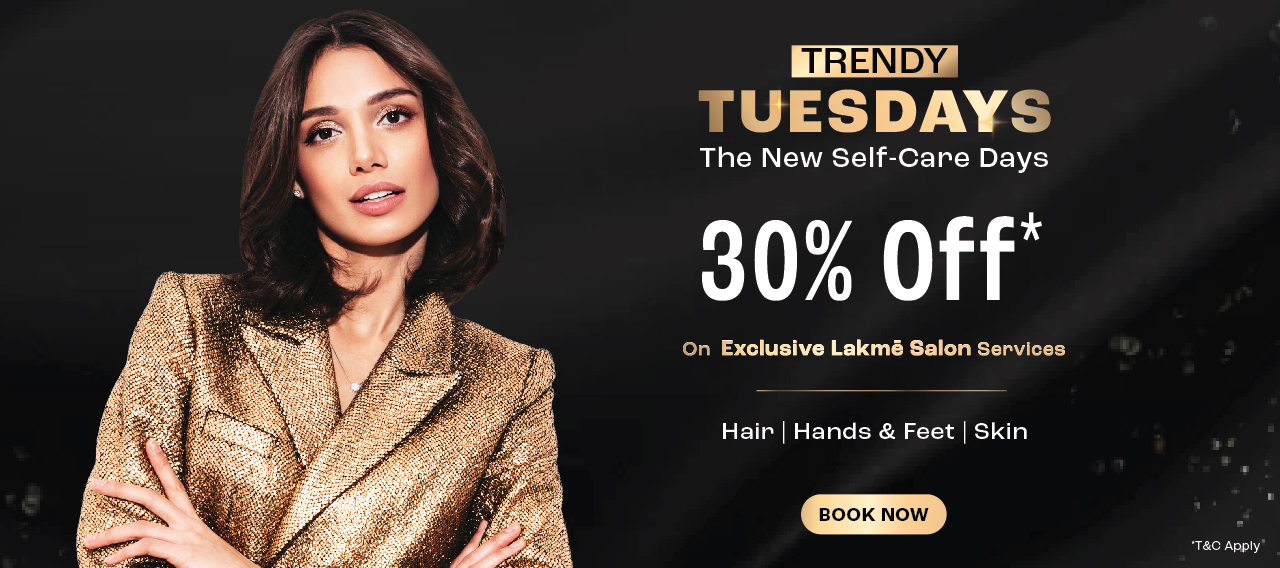 TRENDY
TUESDAYS
The New Self-Care Days
30% Off*
On Exclusive Lakmē Salon Services
Hair | Hands & Feet | Skin
BOOK NOW
*T&C Apply